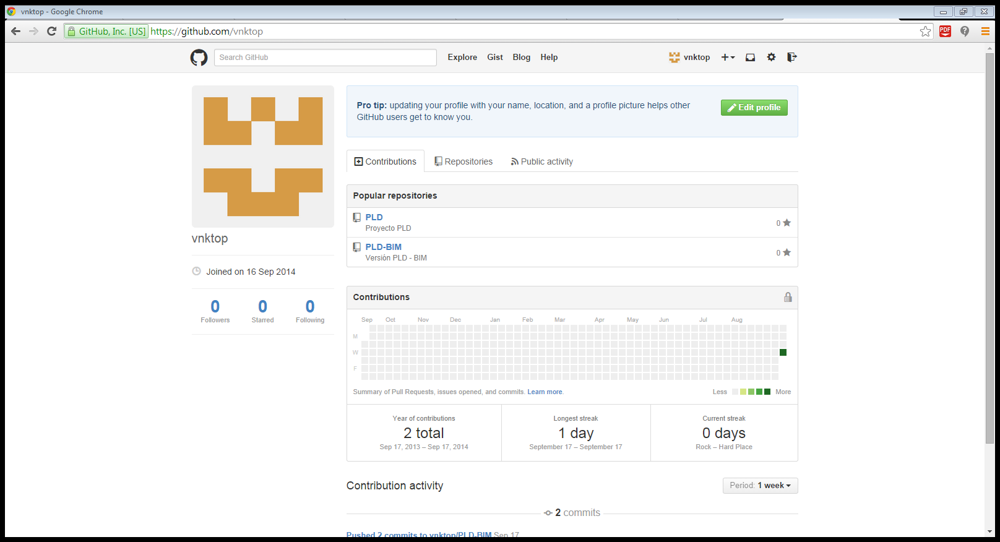 vnktop - Google Chrome
GitHub, Inc. [US] https://github.com/vnktop
PDF
?
Search GitHub
Explore Gist Blog Help
vnktop
Pro tip: updating your profile with your name, location, and a profile picture helps other
GitHub users get to know you.
Edit profile
Contributions Repositories Public activity
Popular repositories
PLD
Proyecto PLD
0
PLD-BIM
Versión PLD - BIM
0
vnktop
Joined on 16 Sep 2014
0 0 0
Followers Starred Following
Contributions
Sep Oct Nov Dec Jan Feb Mar Apr May Jun Jul Aug
M
W
F
Summary of Pull Requests, issues opened, and commits. Learn more.
Less More
Year of contributions
2 total
Sep 17, 2013 – Sep 17, 2014
Longest streak
1 day
September 17 – September 17
Current streak
0 days
Rock – Hard Place
Contribution activity
Period: 1 week
2 commits
Pushed 2 commits to vnktop/PLD-BIM Sep 17